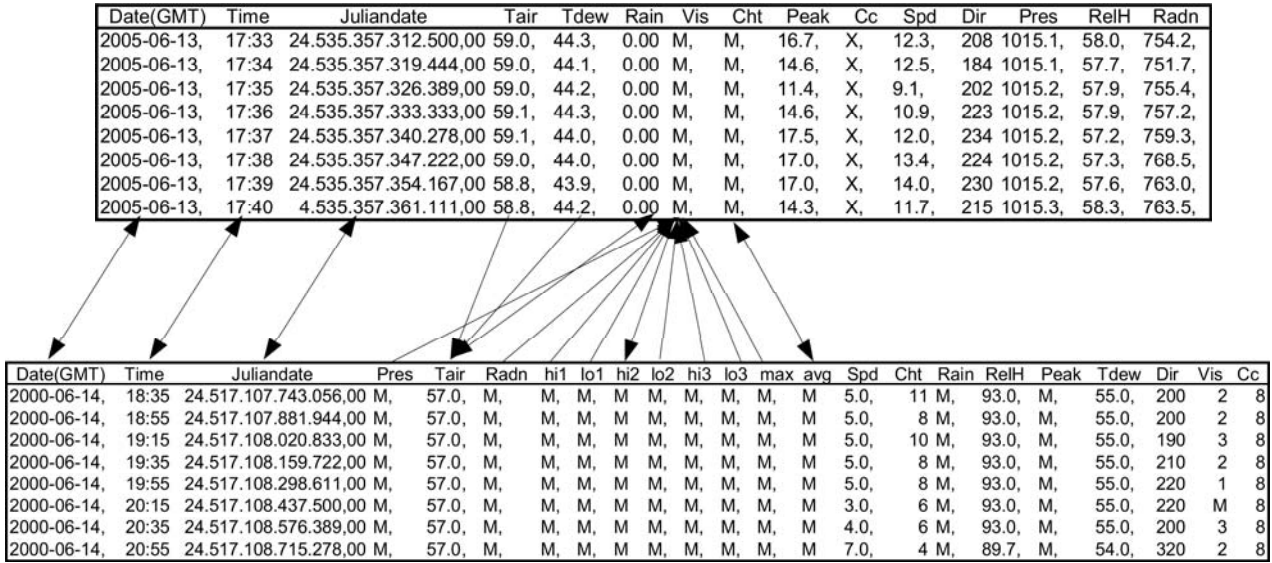 Date(GMT) Time Juliandate Tair Tdew Rain Vis Cht Peak Cc Spd Dir Pres RelH Radn
2005-06-13, 17:33 24.535.357.312.500,00 59.0, 44.3, 0.00 M, M, 16.7, X, 12.3, 208 1015.1, 58.0, 754.2,
2005-06-13, 17:34 24.535.357.319.444,00 59.0, 44.1, 0.00 M, M, 14.6, X, 12.5, 184 1015.1, 57.7, 751.7,
2005-06-13, 17:35 24.535.357.326.389,00 59.0, 44.2, 0.00 M, M, 11.4, X, 9.1, 202 1015.2, 57.9, 755.4,
2005-06-13, 17:36 24.535.357.333.333,00 59.1, 44.3, 0.00 M, M, 14.6, X, 10.9, 223 1015.2, 57.9, 757.2,
2005-06-13, 17:37 24.535.357.340.278,00 59.1, 44.0, 0.00 M, M, 17.5, X, 12.0, 234 1015.2, 57.2, 759.3,
2005-06-13, 17:38 24.535.357.347.222,00 59.0, 44.0, 0.00 M, M, 17.0, X, 13.4, 224 1015.2, 57.3, 768.5,
2005-06-13, 17:39 24.535.357.354.167,00 58.8, 43.9, 0.00 M, M, 17.0, X, 14.0, 230 1015.2, 57.6, 763.0,
2005-06-13, 17:40 4.535.357.361.111,00 58.8, 44.2, 0.00 M, M, 14.3, X, 11.7, 215 1015.3, 58.3, 763.5,
Date(GMT) Time Juliandate Pres Tair Radn hi1 lo1 hi2 lo2 hi3 lo3 max avg Spd Cht Rain RelH Peak Tdew Dir Vis Cc
2000-06-14, 18:35 24.517.107.743.056,00 M, 57.0, M, M, M, M M, M, M, M, M 5.0, 11 M, 93.0, M, 55.0, 200 2 8
2000-06-14, 18:55 24.517.107.881.944,00 M, 57.0, M, M, M, M M, M, M, M, M 5.0, 8 M, 93.0, M, 55.0, 200 2 8
2000-06-14, 19:15 24.517.108.020.833,00 M, 57.0, M, M, M, M M, M, M, M, M 5.0, 10 M, 93.0, M, 55.0, 190 3 8
2000-06-14, 19:35 24.517.108.159.722,00 M, 57.0, M, M, M, M M, M, M, M, M 5.0, 8 M, 93.0, M, 55.0, 210 2 8
2000-06-14, 19:55 24.517.108.298.611,00 M, 57.0, M, M, M, M M, M, M, M, M 5.0, 8 M, 93.0, M, 55.0, 220 1 8
2000-06-14, 20:15 24.517.108.437.500,00 M, 57.0, M, M, M, M M, M, M, M, M 3.0, 6 M, 93.0, M, 55.0, 220 M 8
2000-06-14, 20:35 24.517.108.576.389,00 M, 57.0, M, M, M, M M, M, M, M, M 4.0, 6 M, 93.0, M, 55.0, 200 3 8
2000-06-14, 20:55 24.517.108.715.278,00 M, 57.0, M, M, M, M M, M, M, M, M 7.0, 4 M, 89.7, M, 54.0, 320 2 8